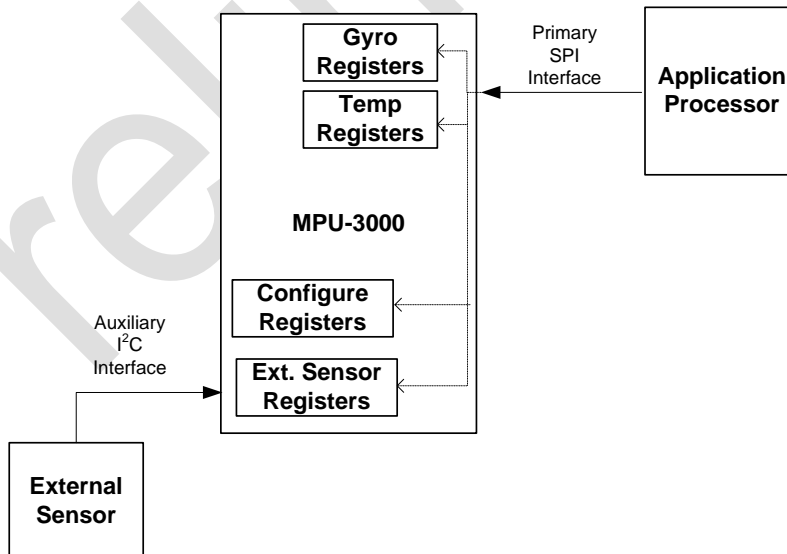 Gyro
Registers
Temp
Registers
MPU-3000
Configure
Registers
Ext. Sensor
Registers
Primary
SPI
Interface
Application
Processor
Auxiliary
I²C
Interface
External
Sensor